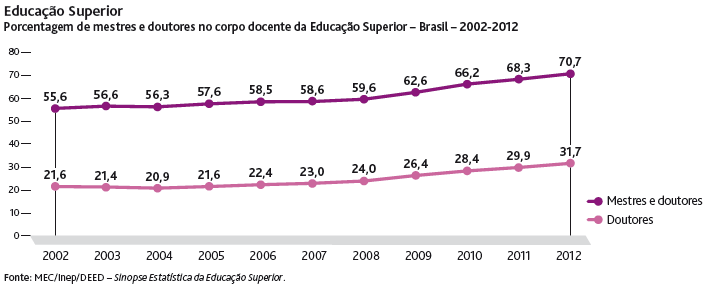 Educação Superior
Porcentagem de mestres e doutores no corpo docente da Educação Superior – Brasil – 2002-2012
80
70
60
50
40
30
20
10
0
55,6 56,6 56,3 57,6 58,5 58,6 59,6 62,6 66,2 68,3 70,7
21,6 21,4 20,9 21,6 22,4 23,0 24,0 26,4 28,4 29,9 31,7
Mestres e doutores
Doutores
2002 2003 2004 2005 2006 2007 2008 2009 2010 2011 2012
Fonte: MEC/Inep/DEED – Sinopse Estatística da Educação Superior.